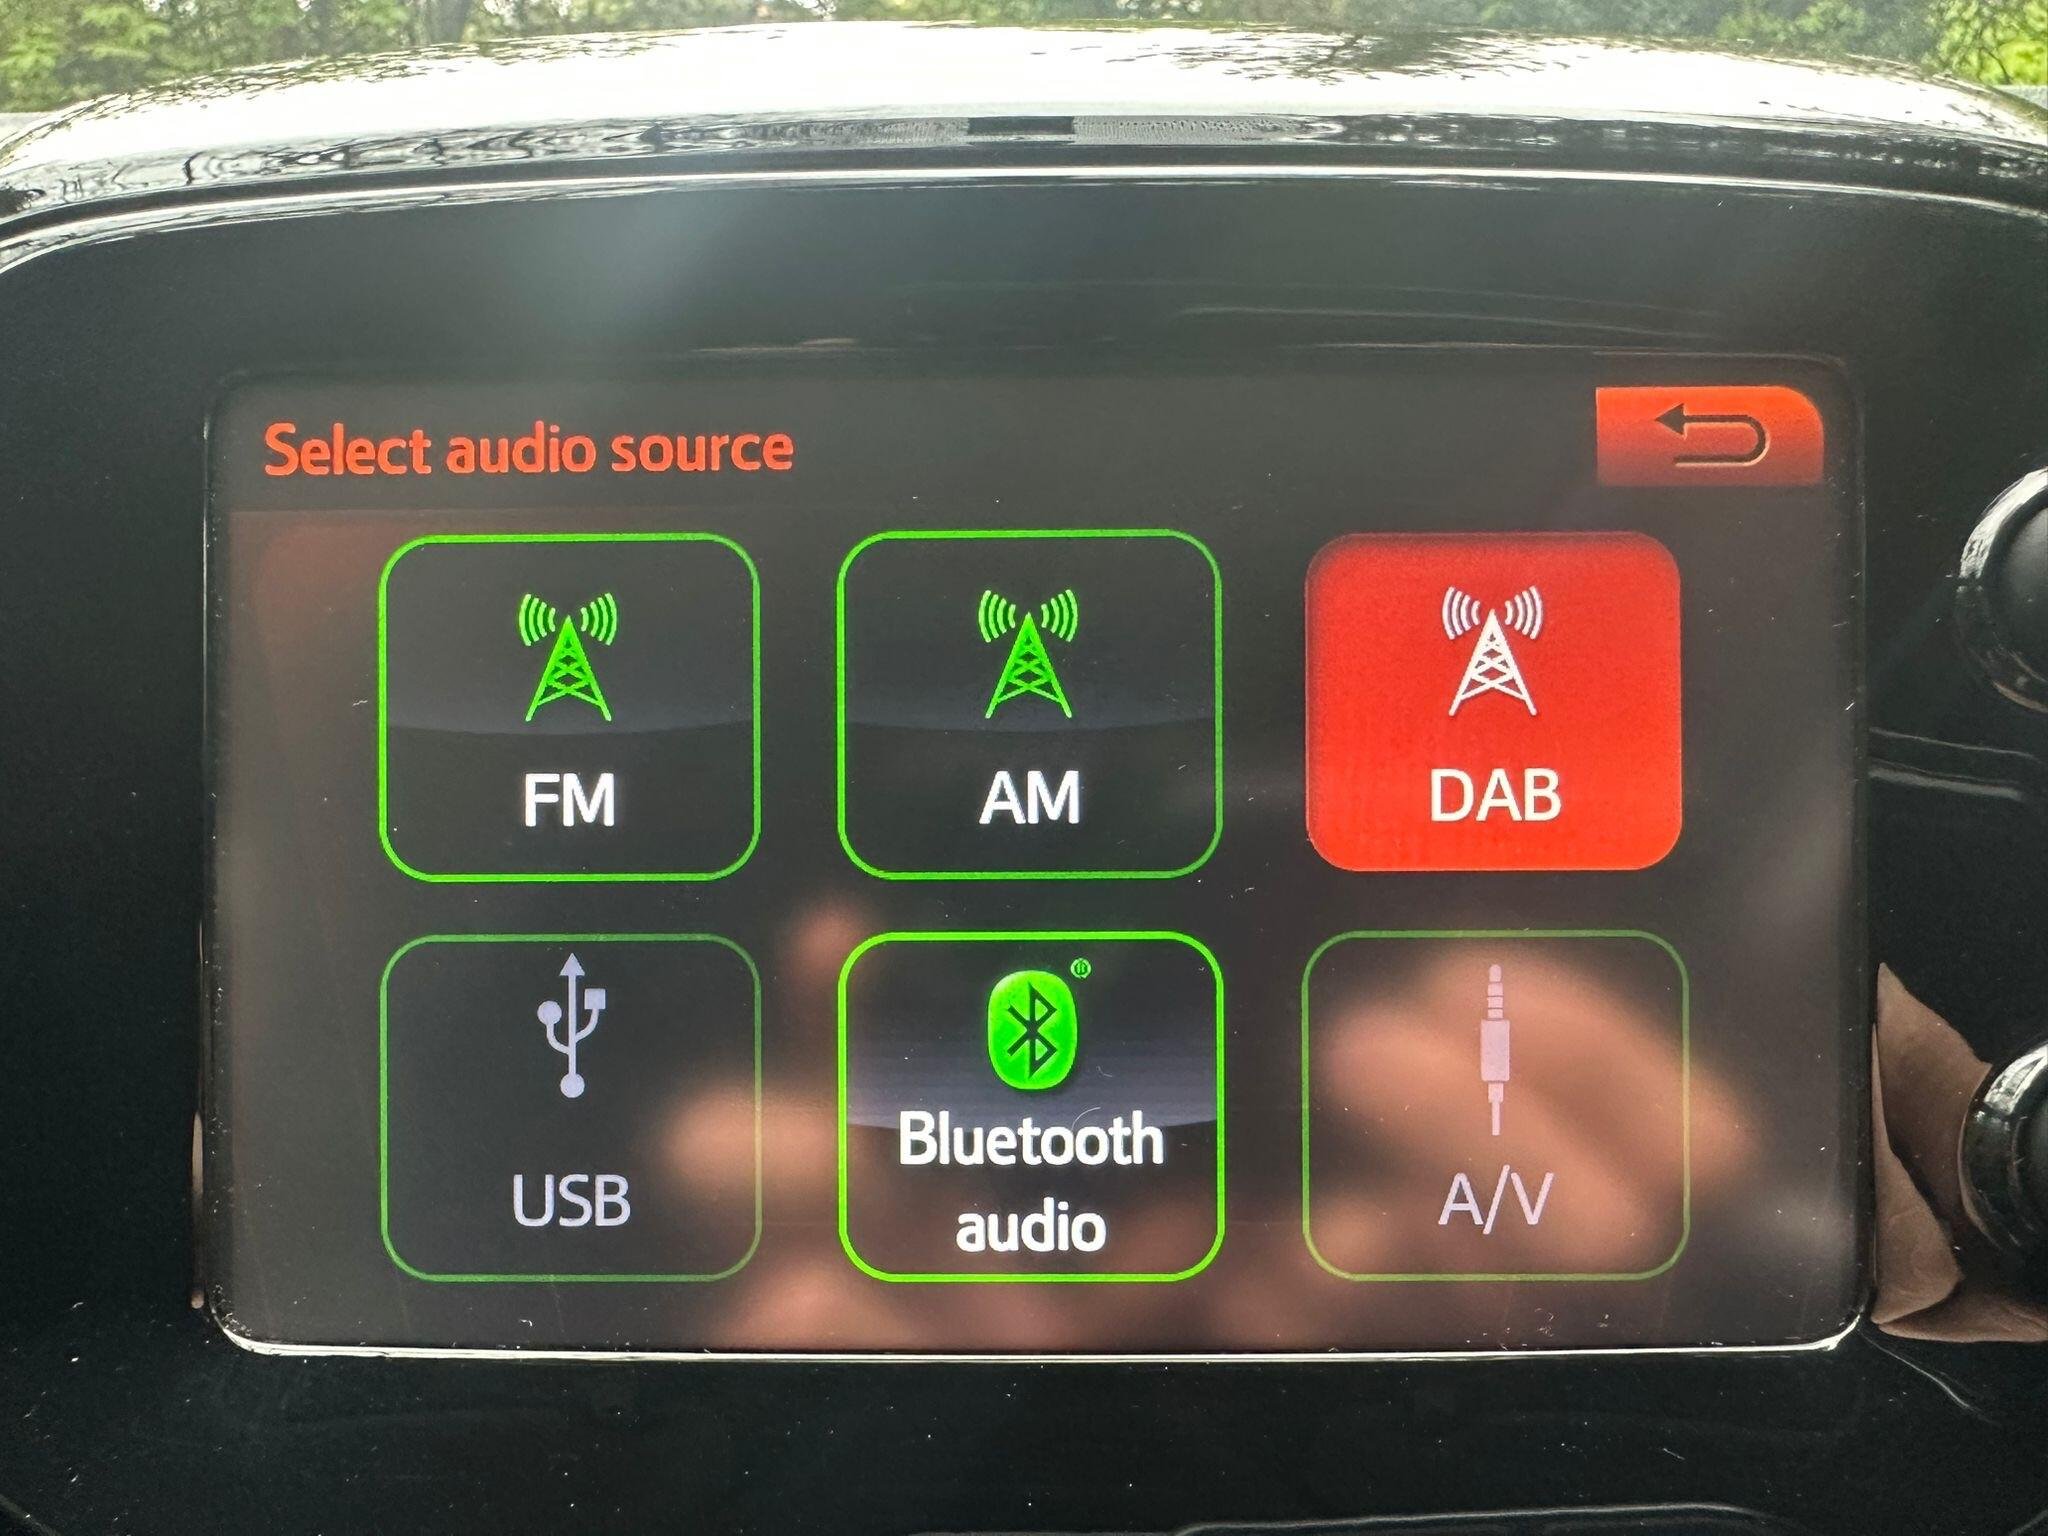 Select audio source
FM
AM
DAB
USB
Bluetooth
audio
A/V